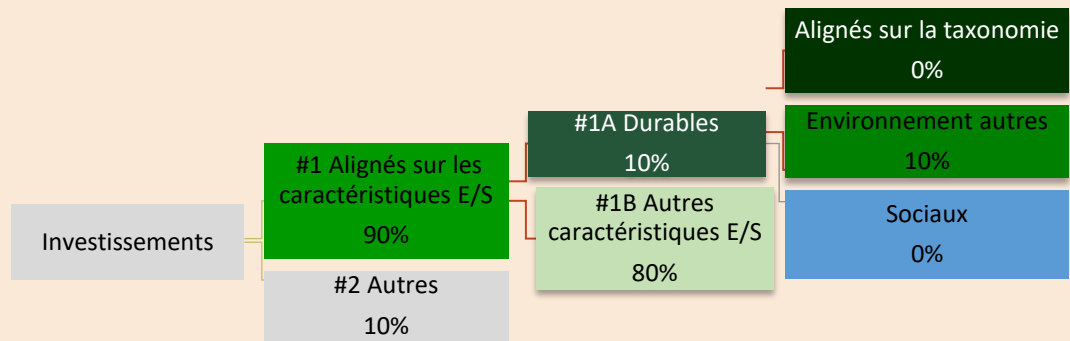 Investissements
#1 Alignés sur les
caractéristiques E/S
90%
#2 Autres
10%
#1A Durables
10%
#1B Autres
caractéristiques E/S
80%
Alignés sur la taxonomie
0%
Environnement autres
10%
Sociaux
0%